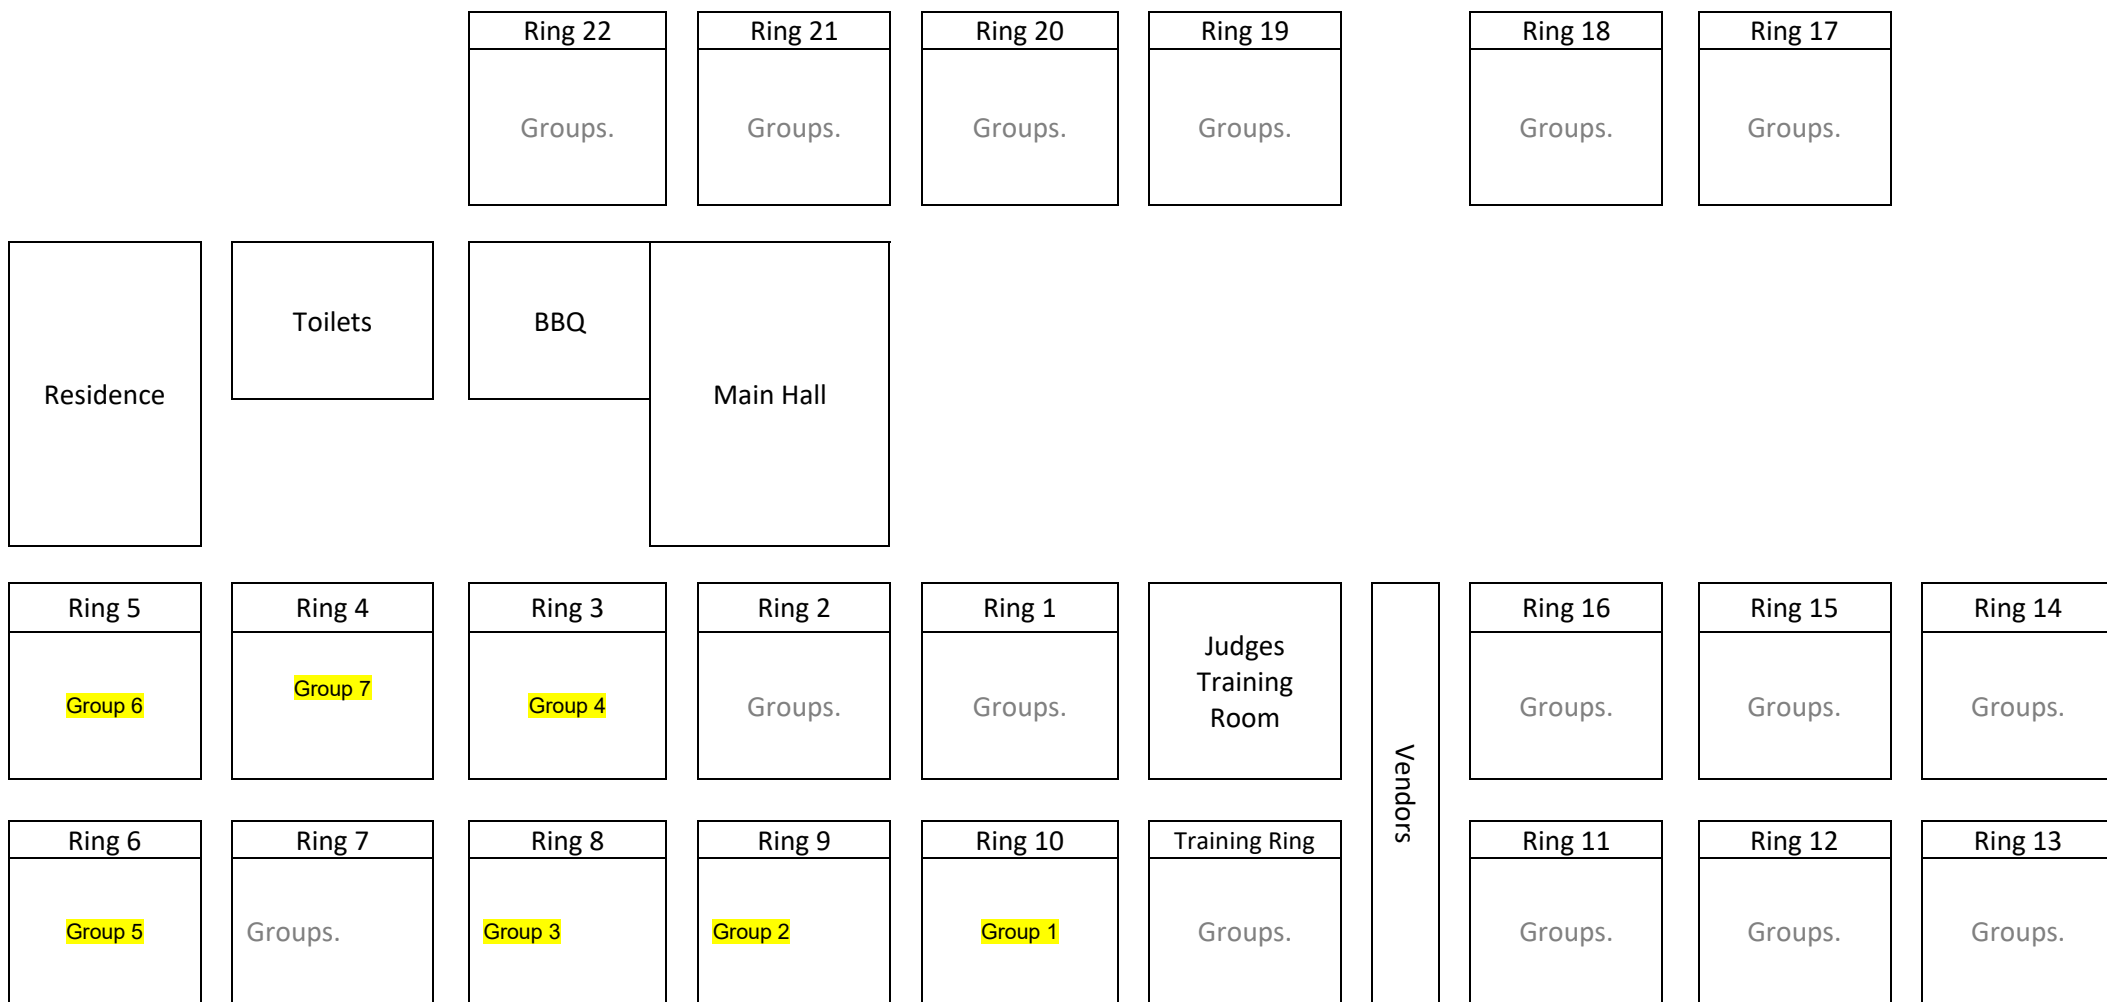 Ring 22
Ring 21
Ring 20
Ring 19
Ring 18
Ring 17
Groups.
Groups.
Groups.
Groups.
Groups.
Groups.
Residence
Toilets
BBQ
Main Hall
Ring 5
Ring 4
Ring 3
Ring 2
Ring 1
Judges
Training
Room
Vendors
Ring 16
Ring 15
Ring 14
Group 6
Group 7
Group 4
Groups.
Groups.
Groups.
Groups.
Groups.
Ring 6
Ring 7
Ring 8
Ring 9
Ring 10
Training Ring
Ring 11
Ring 12
Ring 13
Group 5
Groups.
Group 3
Group 2
Group 1
Groups.
Groups.
Groups.
Groups.